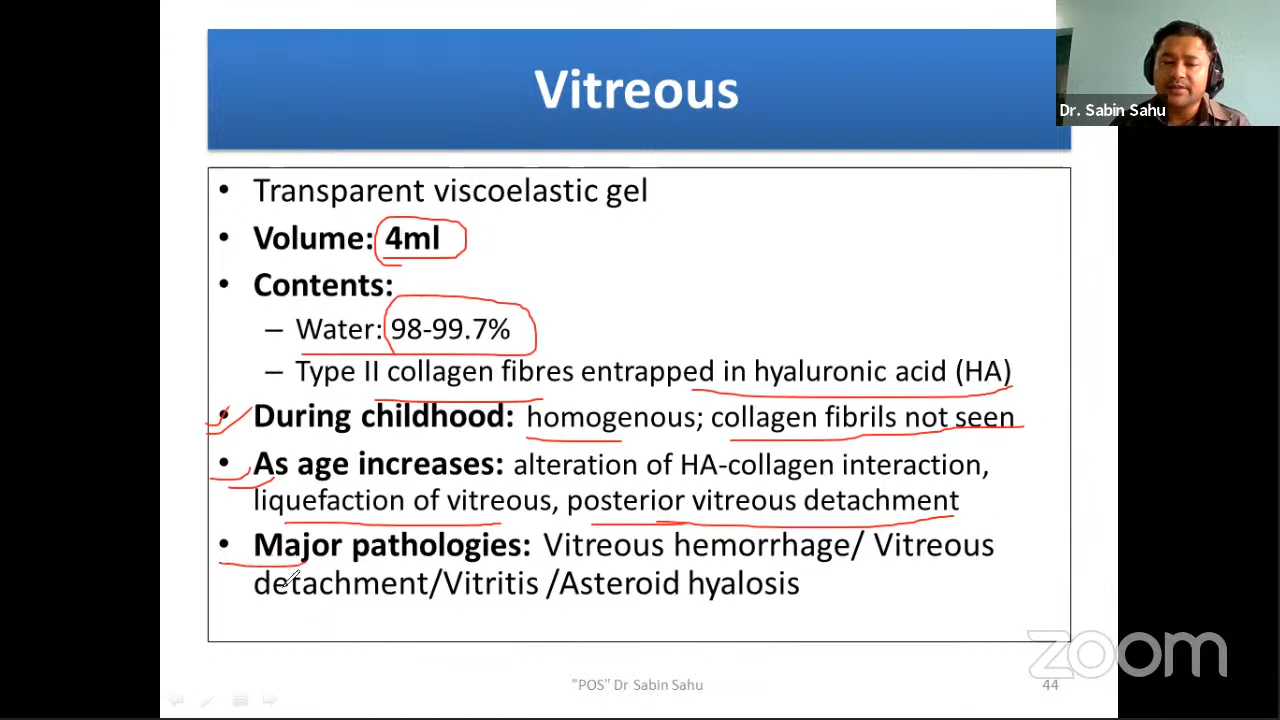 Vitreous
Dr. Sabin Sahu
• Transparent viscoelastic gel
• Volume: 4ml
• Contents:
– Water: 98-99.7%
– Type II collagen fibres entrapped in hyaluronic acid (HA)
• During childhood: homogenous; collagen fibrils not seen
• As age increases: alteration of HA-collagen interaction,
liquefaction of vitreous, posterior vitreous detachment
• Major pathologies: Vitreous hemorrhage/ Vitreous
detachment/Vitritis /Asteroid hyalosis
zoom
"POS" Dr Sabin Sahu
44